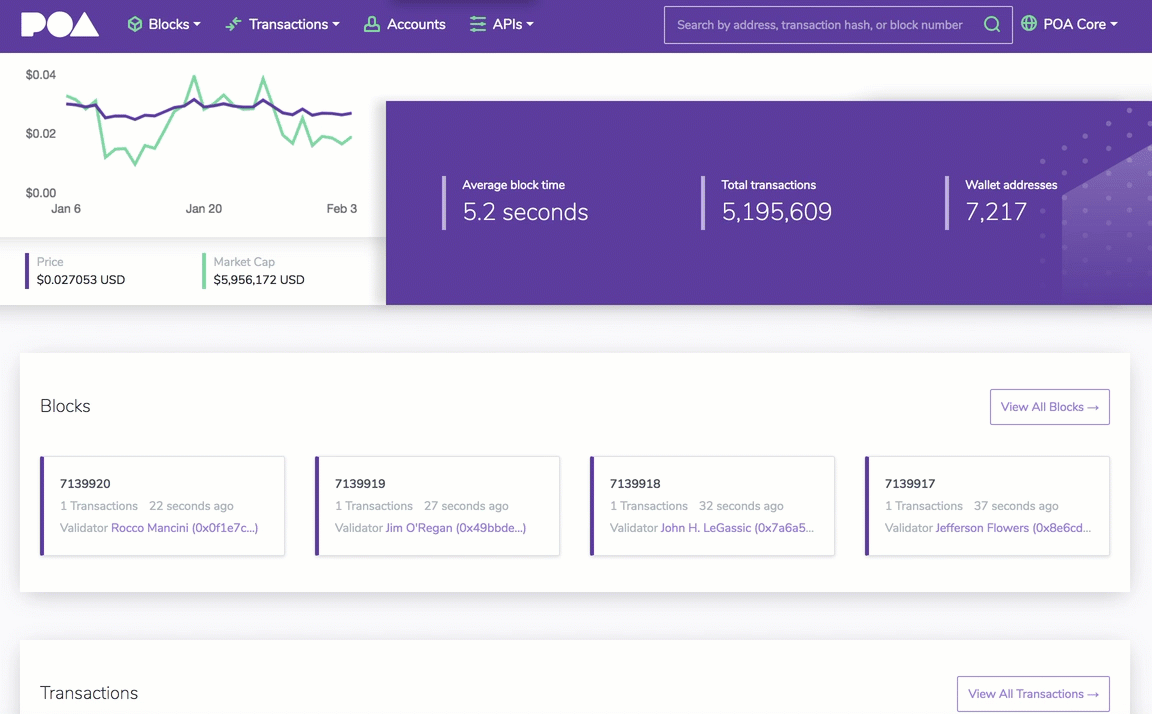 POA Blocks Transactions Accounts APIs Search by address, transaction hash, or block number POA Core
$0.04
$0.02
$0.00
Jan 6 Jan 20 Feb 3
Price
$0.027053 USD
Market Cap
$5,956,172 USD
Average block time
5.2 seconds
Total transactions
5,195,609
Wallet addresses
7,217
Blocks
View All Blocks →
7139920
1 Transactions 22 seconds ago
Validator Rocco Mancini (0x0f1e7c...)
7139919
1 Transactions 27 seconds ago
Validator Jim O'Regan (0x49bbde...)
7139918
1 Transactions 32 seconds ago
Validator John H. LeGassic (0x7a6a5...
7139917
1 Transactions 37 seconds ago
Validator Jefferson Flowers (0x8e6cd...
Transactions
View All Transactions →